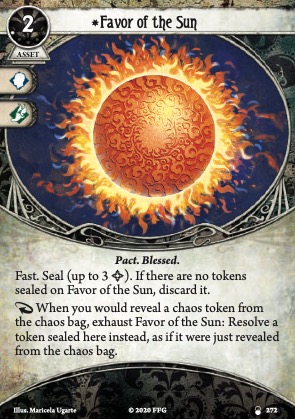 2
*Favor of the Sun
ASSET
Pact. Blessed.
Fast. Seal (up to 3 ). If there are no tokens
sealed on Favor of the Sun, discard it.
When you would reveal a chaos token from
the chaos bag, exhaust Favor of the Sun: Resolve a
token sealed here instead, as if it were just revealed
from the chaos bag.
Illus. Maricela Ugarte © 2020 FFG 272